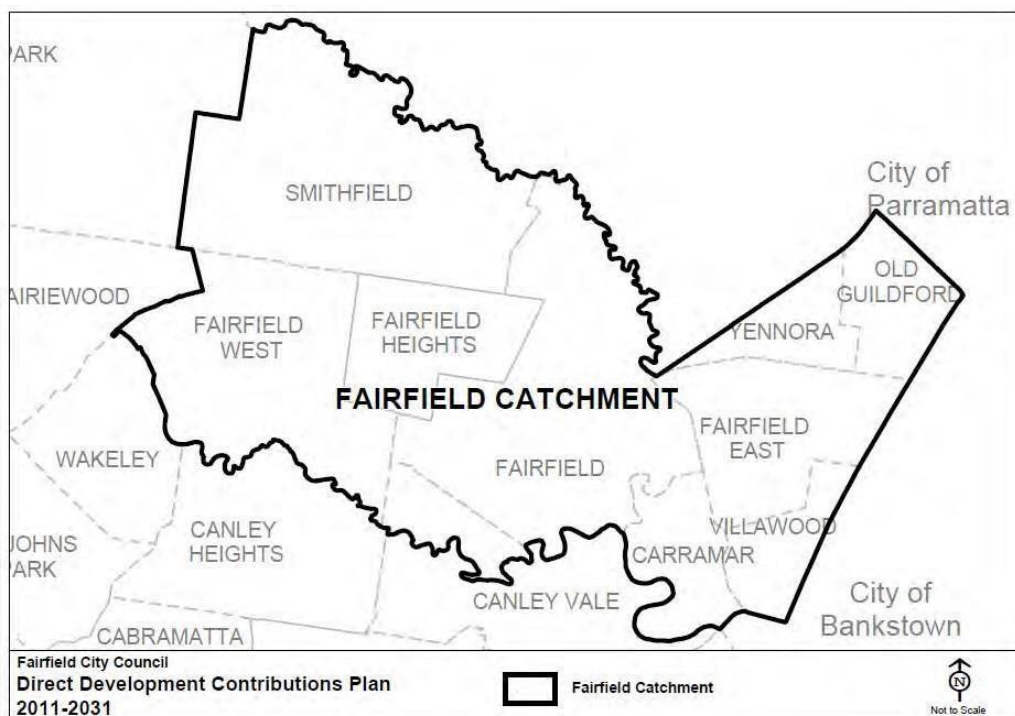 PARK
City of
Parramatta
SMITHFIELD
OLD
GUILDFORD
AIRIEWOOD
FAIRFIELD
WEST
FAIRFIELD
HEIGHTS
YENNORA
FAIRFIELD CATCHMENT
FAIRFIELD
EAST
WAKELEY
FAIRFIELD
VILLAWOOD
CANLEY
HEIGHTS
JOHNS
PARK
CARRAMAR
CANLEY VALE
City of
Bankstown
CABRAMATTA
Fairfield City Council
Direct Development Contributions Plan
2011-2031
Fairfield Catchment
N
Not to Scale